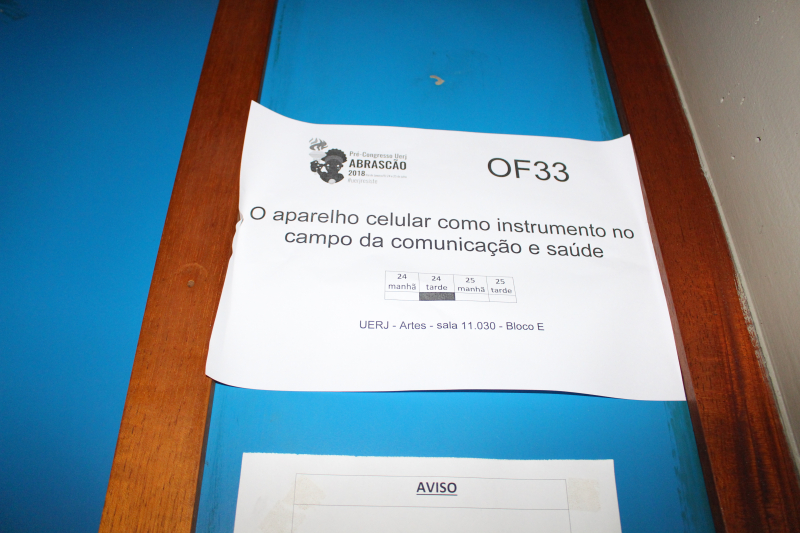 Pré-Congresso Uerj
ABRASCÃO
2018
OF33
O aparelho celular como instrumento no
campo da comunicação e saúde
24 24 25 25
manhã tarde manhã tarde
UERJ - Artes - sala 11.030 - Bloco E
AVISO